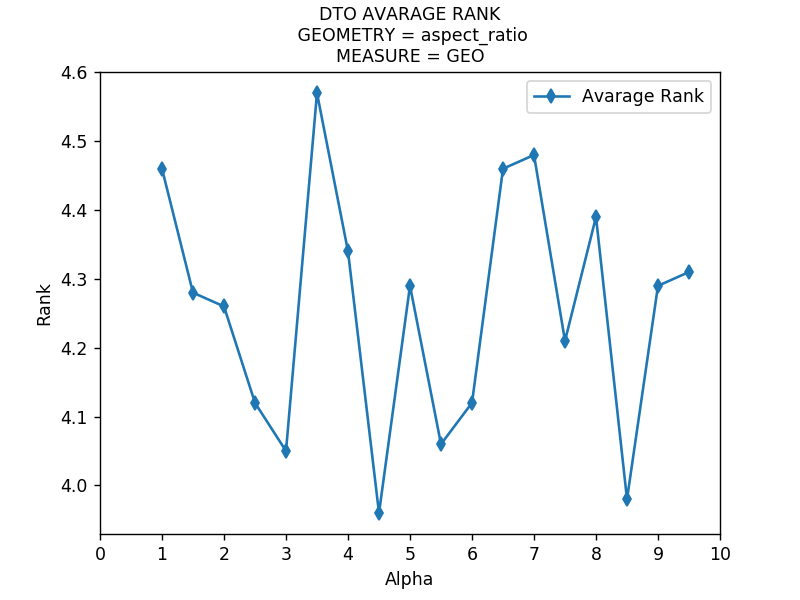 DTO AVARAGE RANK
GEOMETRY = aspect_ratio
MEASURE = GEO
4.6
4.5
4.4
4.3
4.2
4.1
4.0
Rank
Avarage Rank
0 1 2 3 4 5 6 7 8 9 10
Alpha